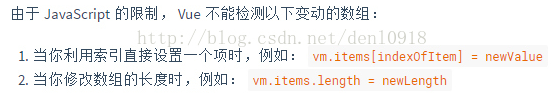 由于 JavaScript 的限制，Vue 不能检测以下变动的数组：
http://blog.csdn.net/den10918
1. 当你利用索引直接设置一个项时，例如： vm.items[indexOfItem] = newValue
2. 当你修改数组的长度时，例如： vm.items.length = newLength